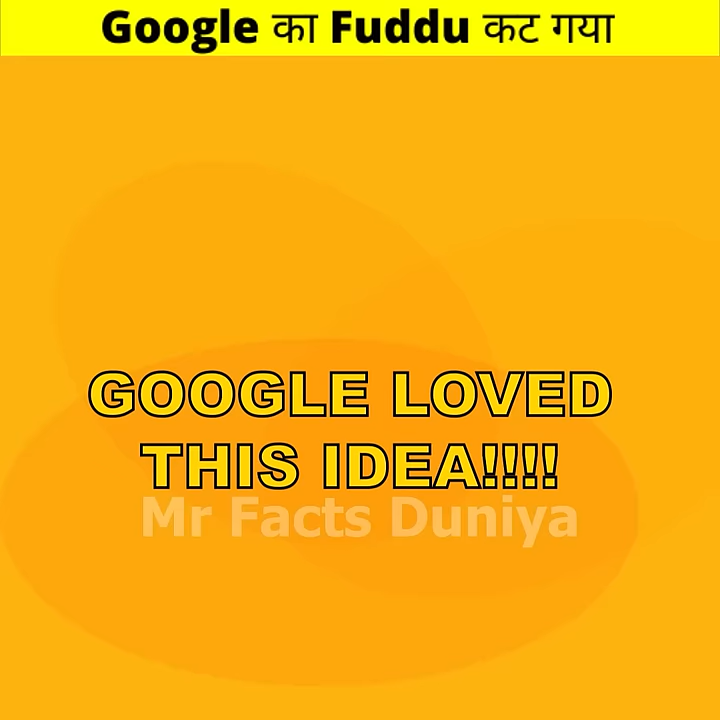 Google का Fuddu कट गया
GOOGLE LOVED
THIS IDEA!!!!
Mr Facts Duniya